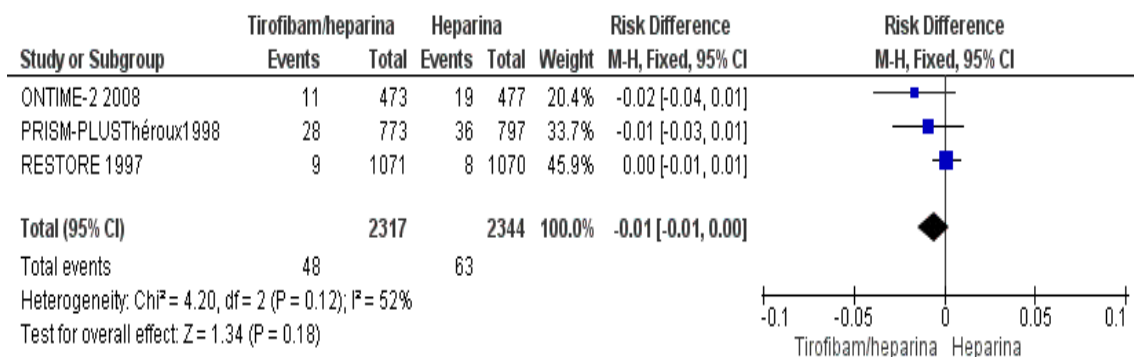 Tirofibam/heparina Heparina Risk Difference Risk Difference
Study or Subgroup Events Total Events Total Weight M-H, Fixed, 95% CI M-H, Fixed, 95% CI
ONTIME-2 2008 11 473 19 477 20.4% -0.02 [-0.04, 0.01]
PRISM-PLUSThéroux1998 28 773 36 797 33.7% -0.01 [-0.03, 0.01]
RESTORE 1997 9 1071 8 1070 45.9% 0.00 [-0.01, 0.01]
Total (95% CI) 2317 2344 100.0% -0.01 [-0.01, 0.00]
Total events 48 63
Heterogeneity: Chi² = 4.20, df = 2 (P = 0.12); I² = 52%
Test for overall effect: Z = 1.34 (P = 0.18)
-0.1 -0.05 0 0.05 0.1
Tirofibam/heparina Heparina